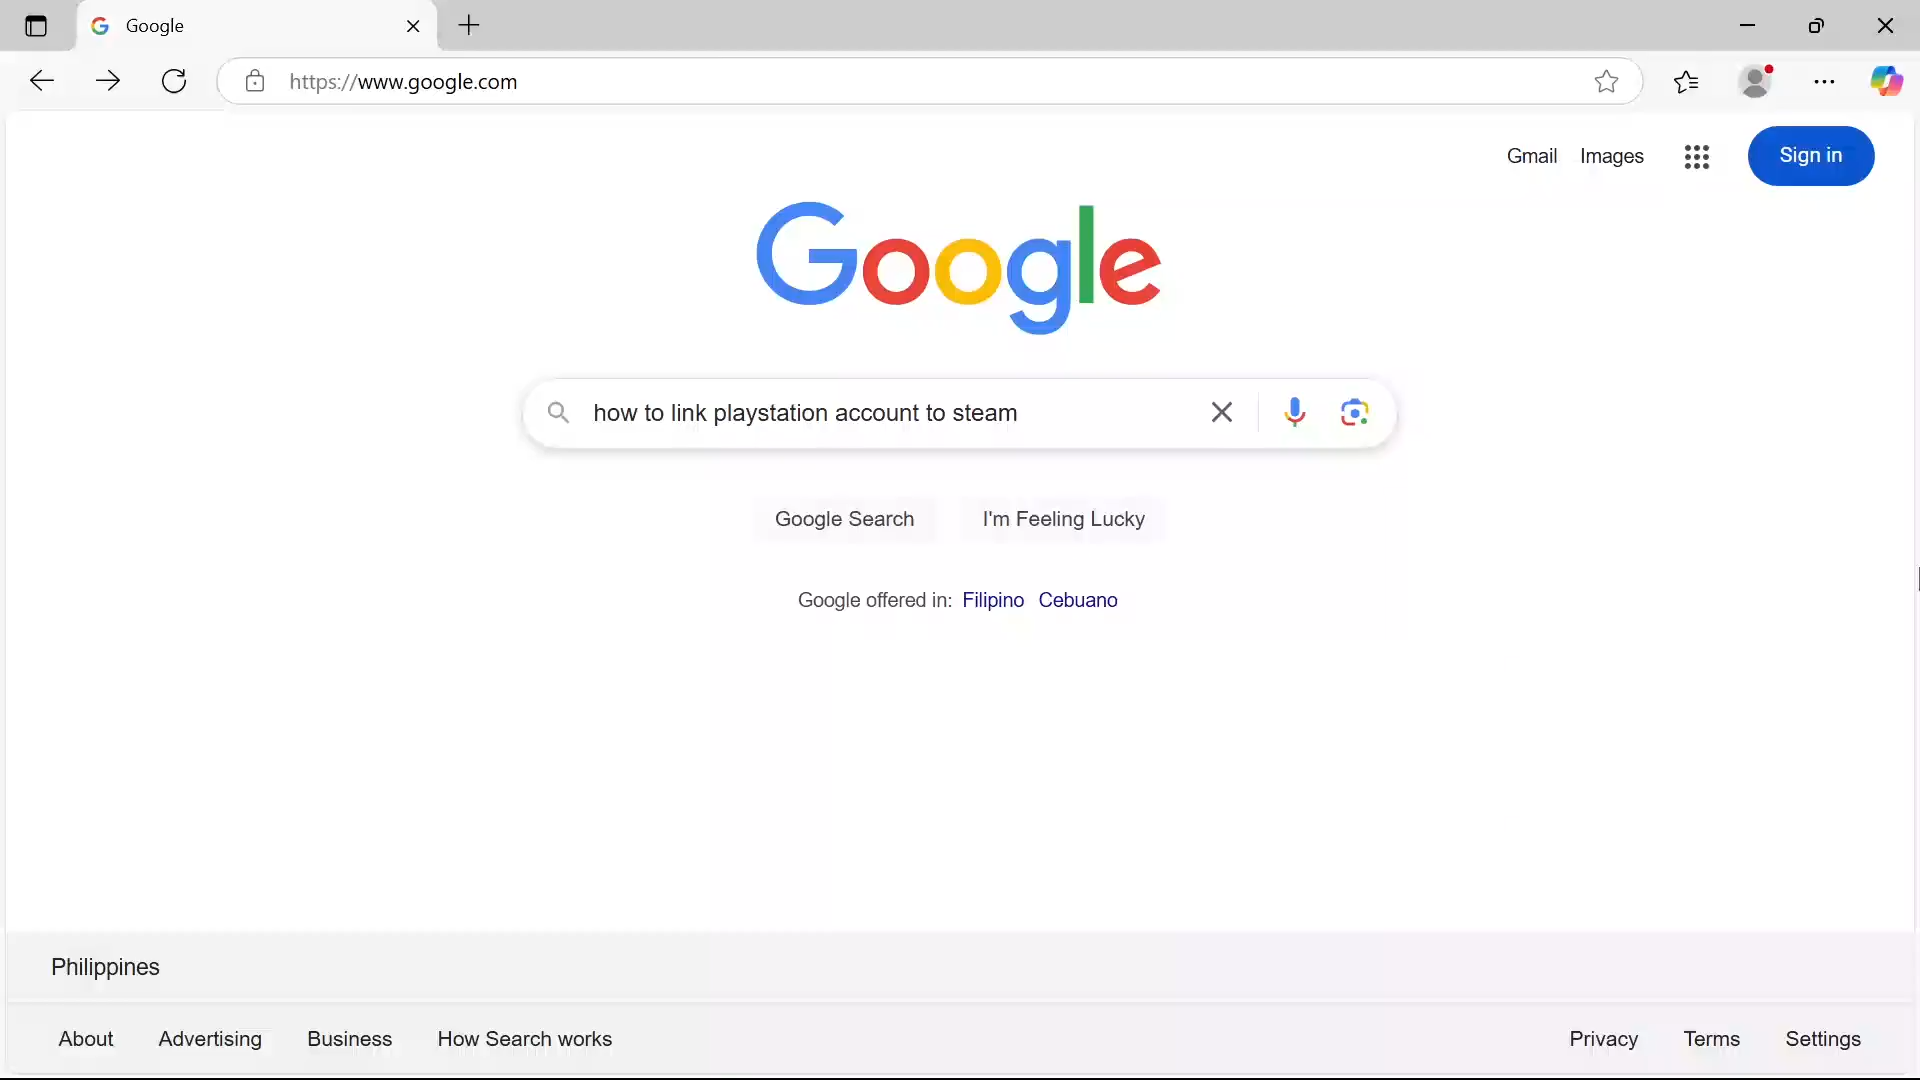 Google
https://www.google.com
Gmail Images Sign in
Google
how to link playstation account to steam
Google Search I'm Feeling Lucky
Google offered in: Filipino Cebuano
Philippines
About Advertising Business How Search works Privacy Terms Settings